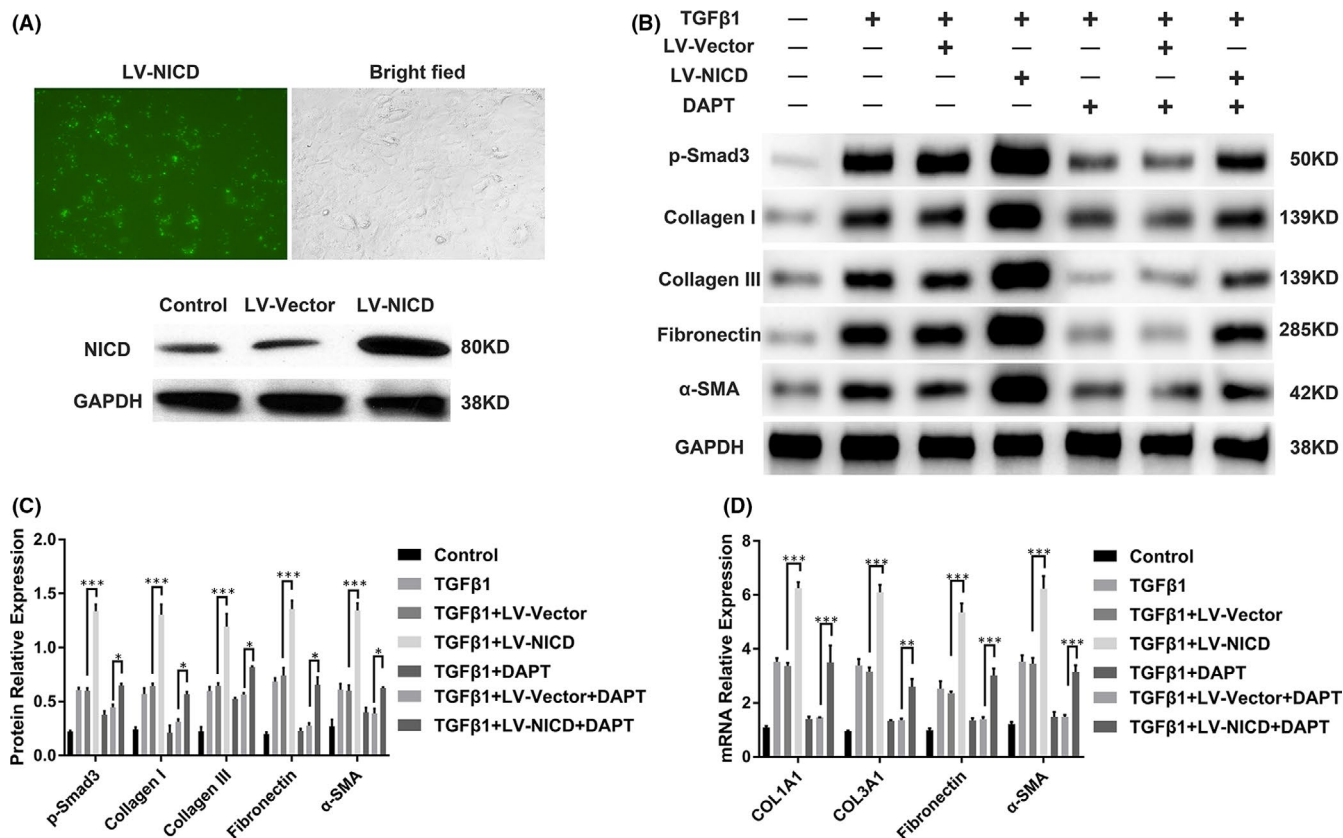 (A)
LV-NICD Bright fied
Control LV-Vector LV-NICD
NICD 80KD
GAPDH 38KD
(B)
TGFβ1 — + + + + + +
LV-Vector — — + — — + —
LV-NICD — — — + — — +
DAPT — — — — + + +
p-Smad3 50KD
Collagen I 139KD
Collagen III 139KD
Fibronectin 285KD
α-SMA 42KD
GAPDH 38KD
(C)
Protein Relative Expression
2.0
1.5
1.0
0.5
0.0
*** *** *** *** ***
* * * * *
p-Smad3
Collagen I
Collagen III
Fibronectin
α-SMA
Control
TGFβ1
TGFβ1+LV-Vector
TGFβ1+LV-NICD
TGFβ1+DAPT
TGFβ1+LV-Vector+DAPT
TGFβ1+LV-NICD+DAPT
(D)
mRNA Relative Expression
8
6
4
2
0
*** *** *** ***
*** ** *** ***
COL1A1
COL3A1
Fibronectin
α-SMA
Control
TGFβ1
TGFβ1+LV-Vector
TGFβ1+LV-NICD
TGFβ1+DAPT
TGFβ1+LV-Vector+DAPT
TGFβ1+LV-NICD+DAPT